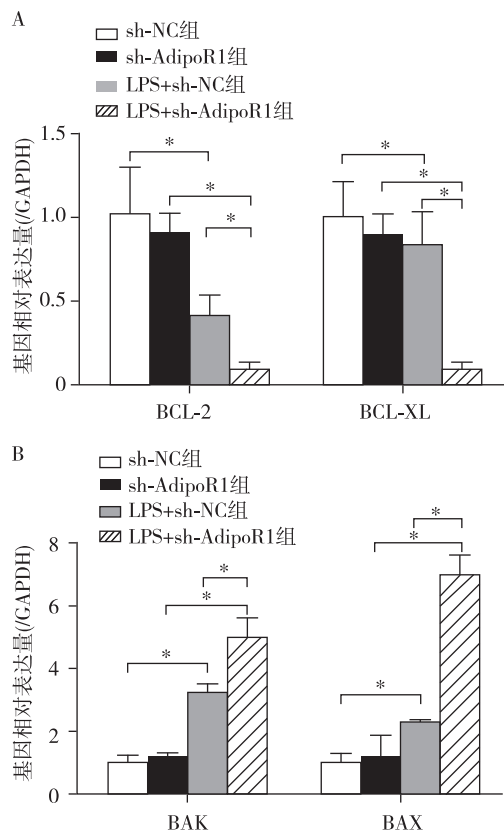 A
sh-NC组
sh-AdipoR1组
LPS+sh-NC组
LPS+sh-AdipoR1组
基因相对表达量(/GAPDH)
1.5
1.0
0.5
0
* * *
* * *
BCL-2 BCL-XL
B
sh-NC组
sh-AdipoR1组
LPS+sh-NC组
LPS+sh-AdipoR1组
基因相对表达量(/GAPDH)
8
6
4
2
0
* * *
* * *
BAK BAX